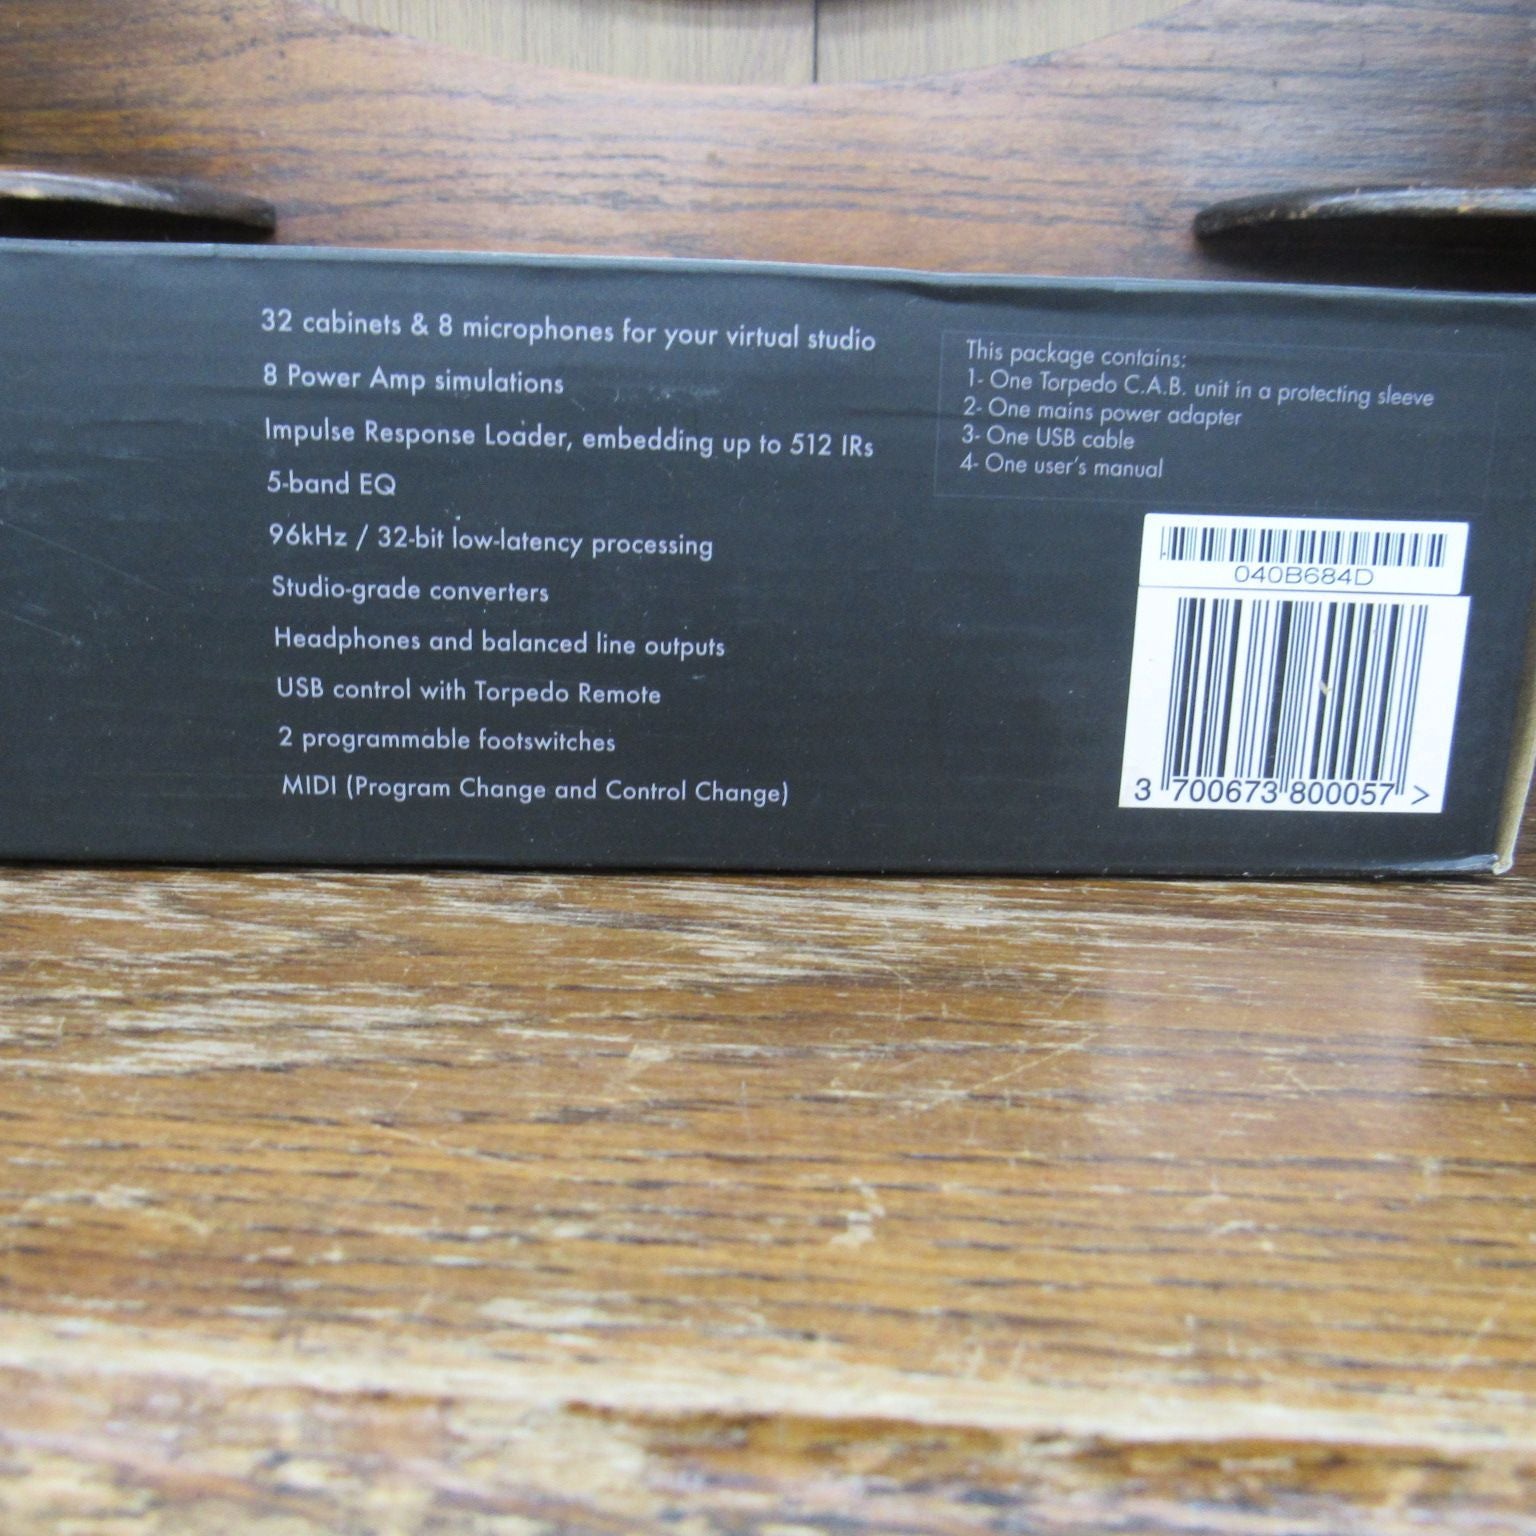 32 cabinets & 8 microphones for your virtual studio
8 Power Amp simulations
Impulse Response Loader, embedding up to 512 IRs
5-band EQ
96kHz / 32-bit low-latency processing
Studio-grade converters
Headphones and balanced line outputs
USB control with Torpedo Remote
2 programmable footswitches
MIDI (Program Change and Control Change)
This package contains:
1- One Torpedo C.A.B. unit in a protecting sleeve
2- One mains power adapter
3- One USB cable
4- One user's manual
040B684D
3 700673 800057 >